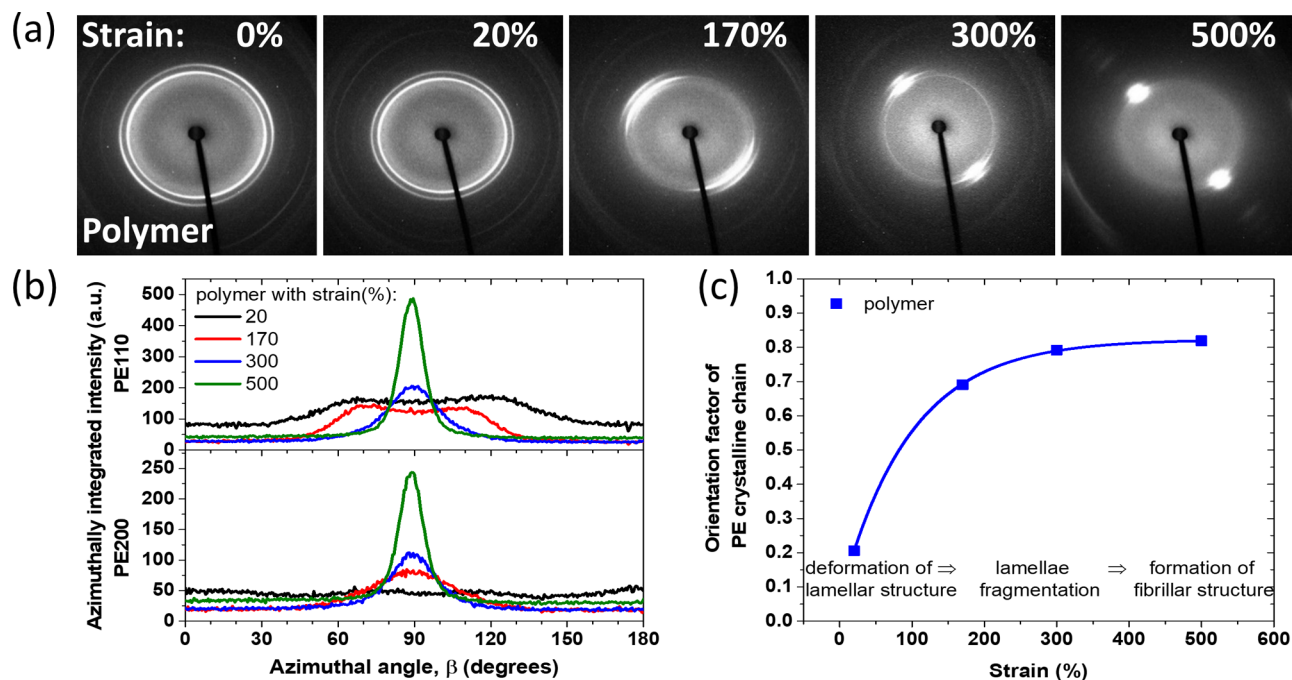 (a)
Strain: 0%
20%
170%
300%
500%
Polymer
(b)
Azimuthally integrated intensity (a.u.)
PE110
PE200
500
400
300
200
100
0
polymer with strain(%):
20
170
300
500
250
200
150
100
50
0
0 30 60 90 120 150 180
Azimuthal angle, β (degrees)
(c)
Orientation factor of
PE crystalline chain
1.0
0.9
0.8
0.7
0.6
0.5
0.4
0.3
0.2
0.1
0.0
polymer
deformation of ⇒ lamellae ⇒ formation of
lamellar structure fragmentation fibrillar structure
0 100 200 300 400 500 600
Strain (%)